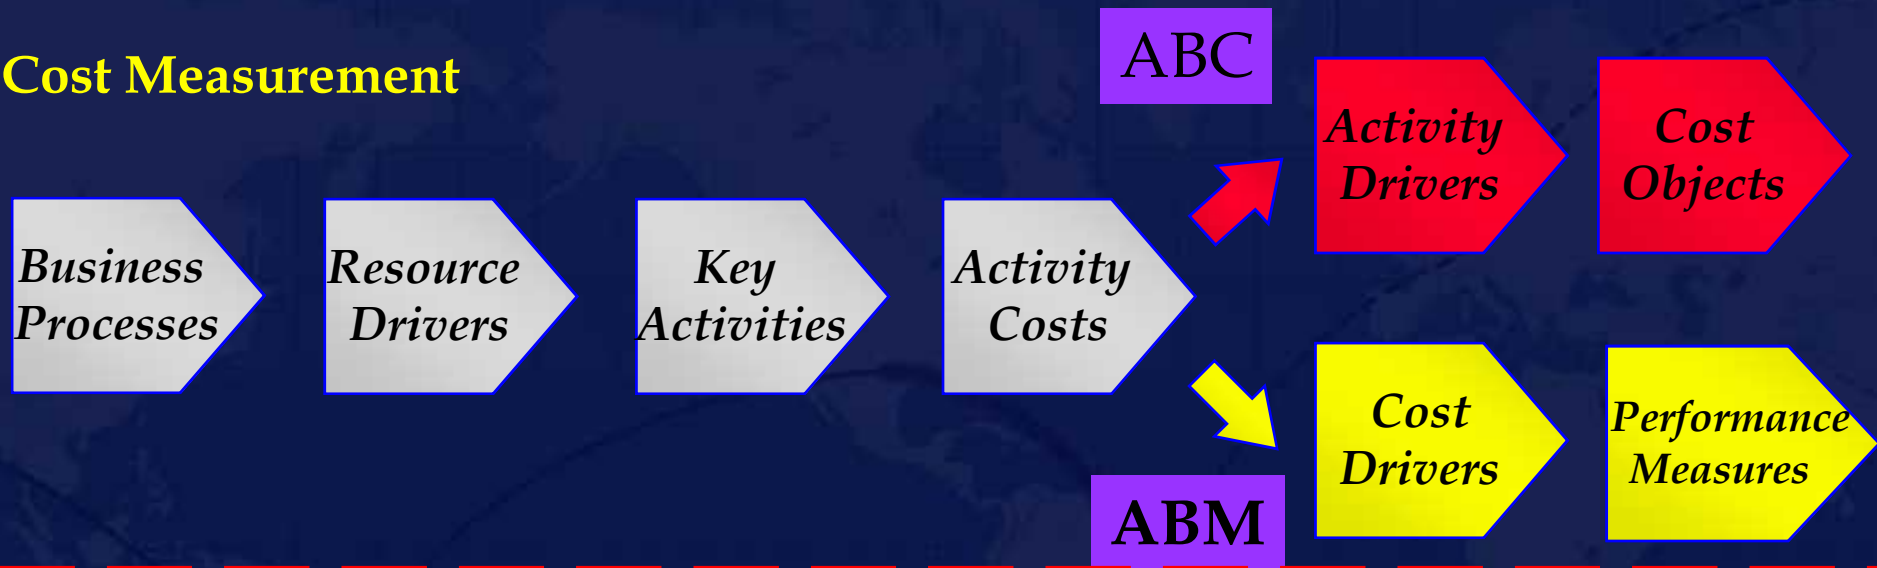 Cost Measurement
Business
Processes
Resource
Drivers
Key
Activities
Activity
Costs
ABC
Activity
Drivers
Cost
Objects
ABM
Cost
Drivers
Performance
Measures